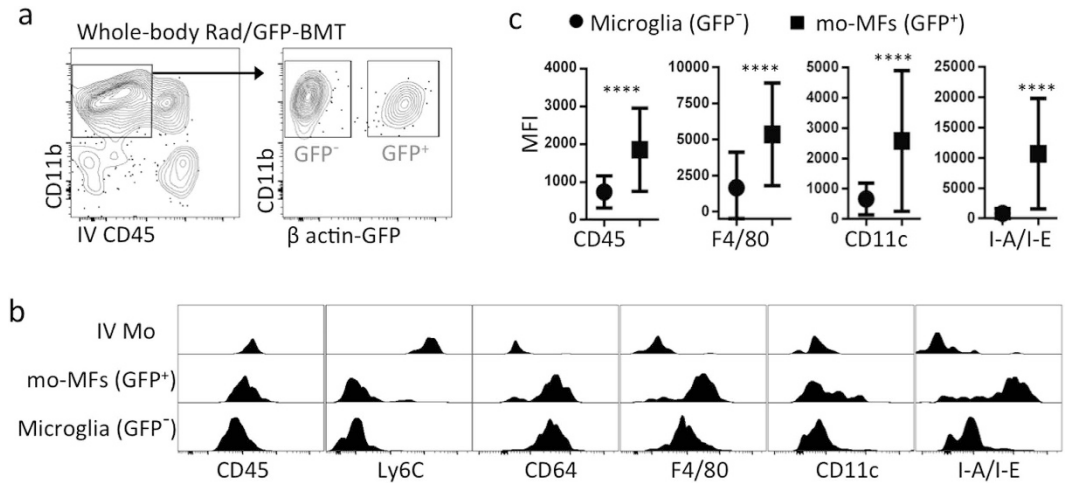 a
Whole-body Rad/GFP-BMT
CD11b
IV CD45
CD11b
GFP⁻
GFP⁺
β actin-GFP
c
Microglia (GFP⁻)
mo-MFs (GFP⁺)
MFI
4000
3000
2000
1000
0
****
CD45
10000
7500
5000
2500
0
****
F4/80
5000
4000
3000
2000
1000
0
****
CD11c
25000
20000
15000
10000
5000
0
****
I-A/I-E
b
IV Mo
mo-MFs (GFP⁺)
Microglia (GFP⁻)
CD45
Ly6C
CD64
F4/80
CD11c
I-A/I-E